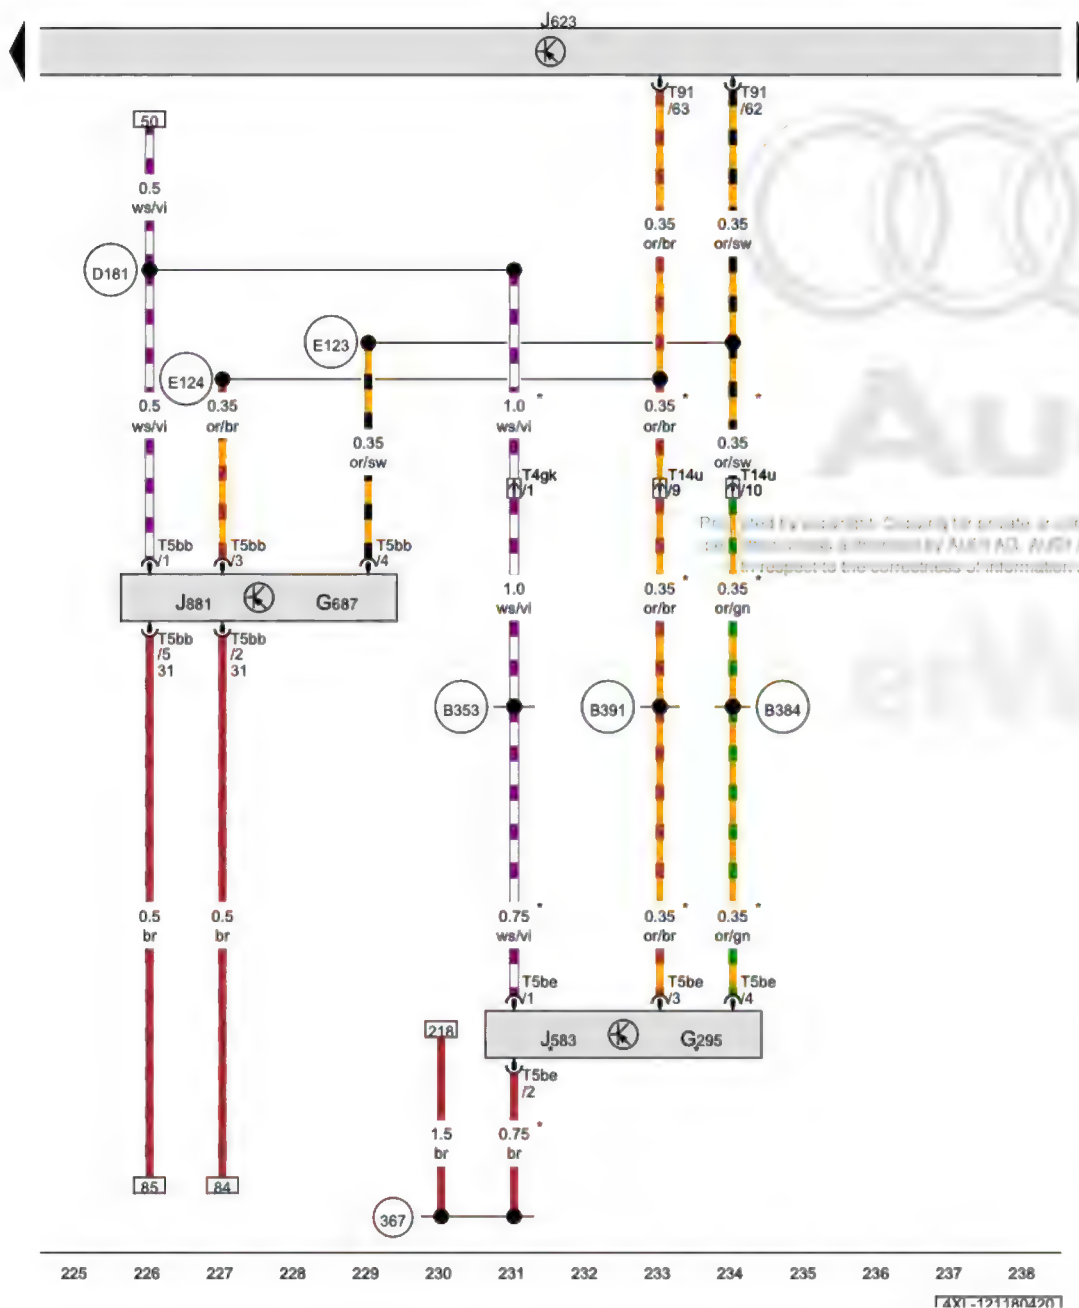 J623
T91
/63
T91
/62
50
0.5
ws/vi
0.35
or/br
0.35
or/sw
D181
E123
E124
0.5
ws/vi
0.35
or/br
0.35
or/sw
1.0 *
ws/vi
0.35 *
or/br
*
0.35
or/sw
T4gk
/1
T14u
/9
T14u
/10
Au
T5bb
/1
T5bb
/3
T5bb
/4
J881
G687
1.0
ws/vi
0.35 *
or/br
0.35 *
or/gn
T5bb
/5
31
T5bb
/2
31
B353
B391
B384
0.5
br
0.5
br
0.75 *
ws/vi
0.35 *
or/br
0.35 *
or/gn
T5be
/1
T5be
/3
T5be
/4
218
J583
*
G295
*
T5be
/2
1.5
br
0.75 *
br
85
84
367
225 226 227 228 229 230 231 232 233 234 235 236 237 238
4XL-121180420